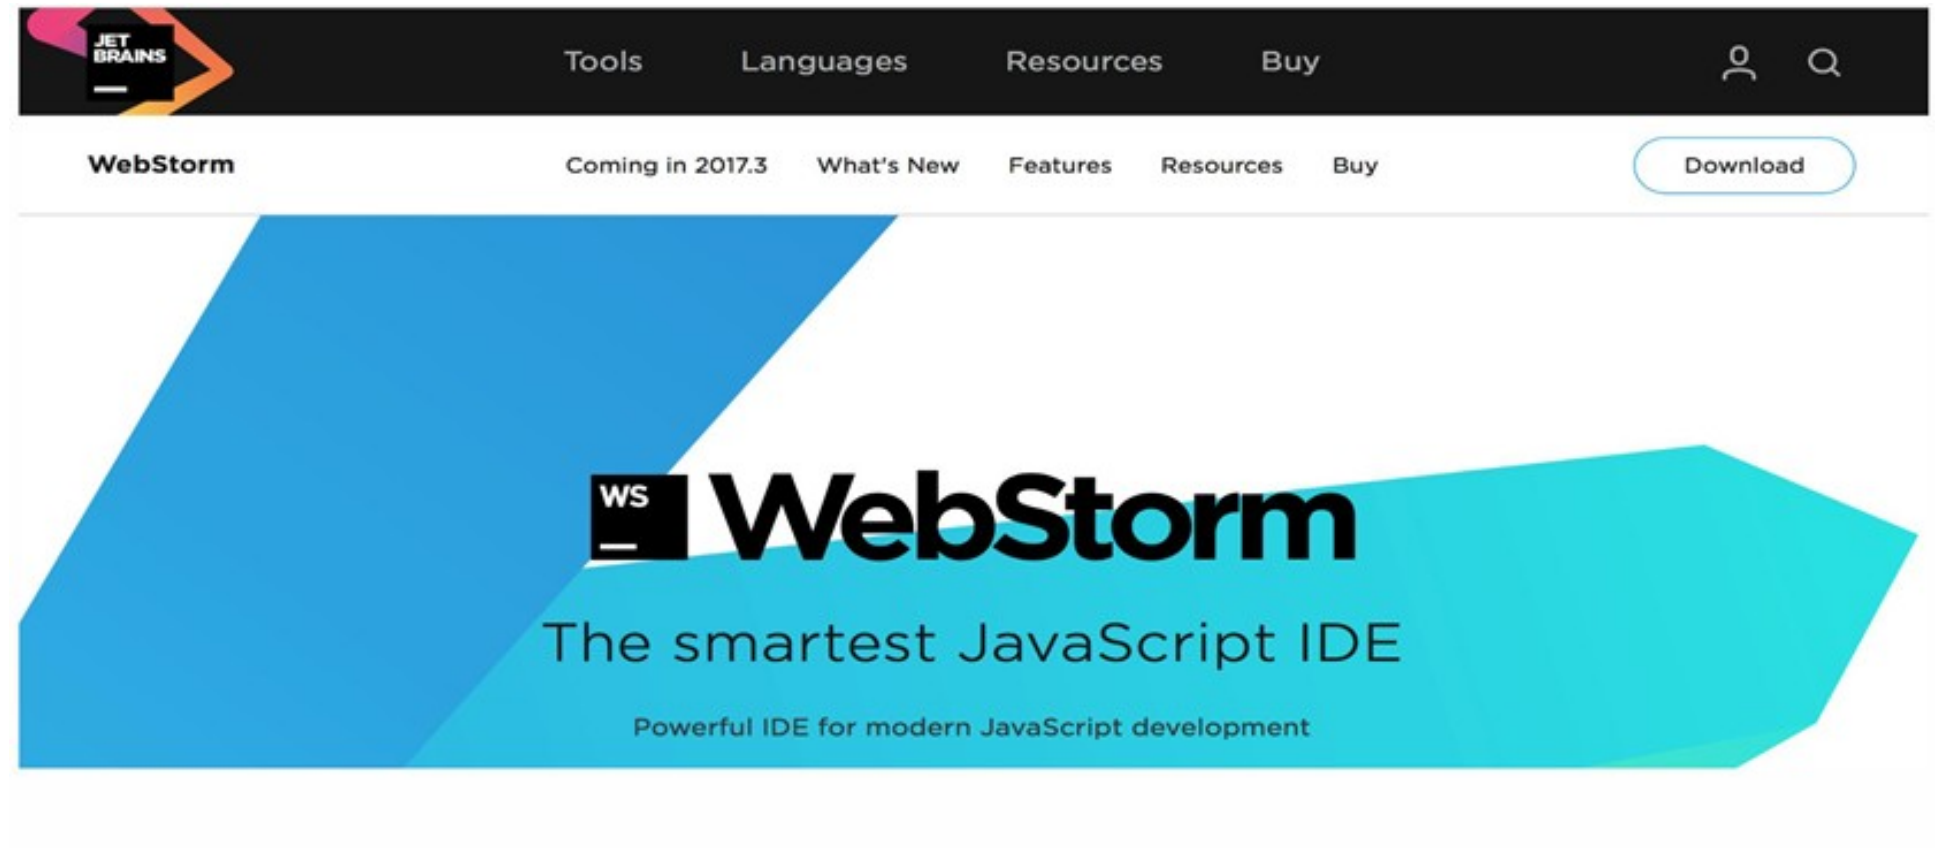 JET
BRAINS
Tools Languages Resources Buy
WebStorm Coming in 2017.3 What's New Features Resources Buy Download
WS
WebStorm
The smartest JavaScript IDE
Powerful IDE for modern JavaScript development